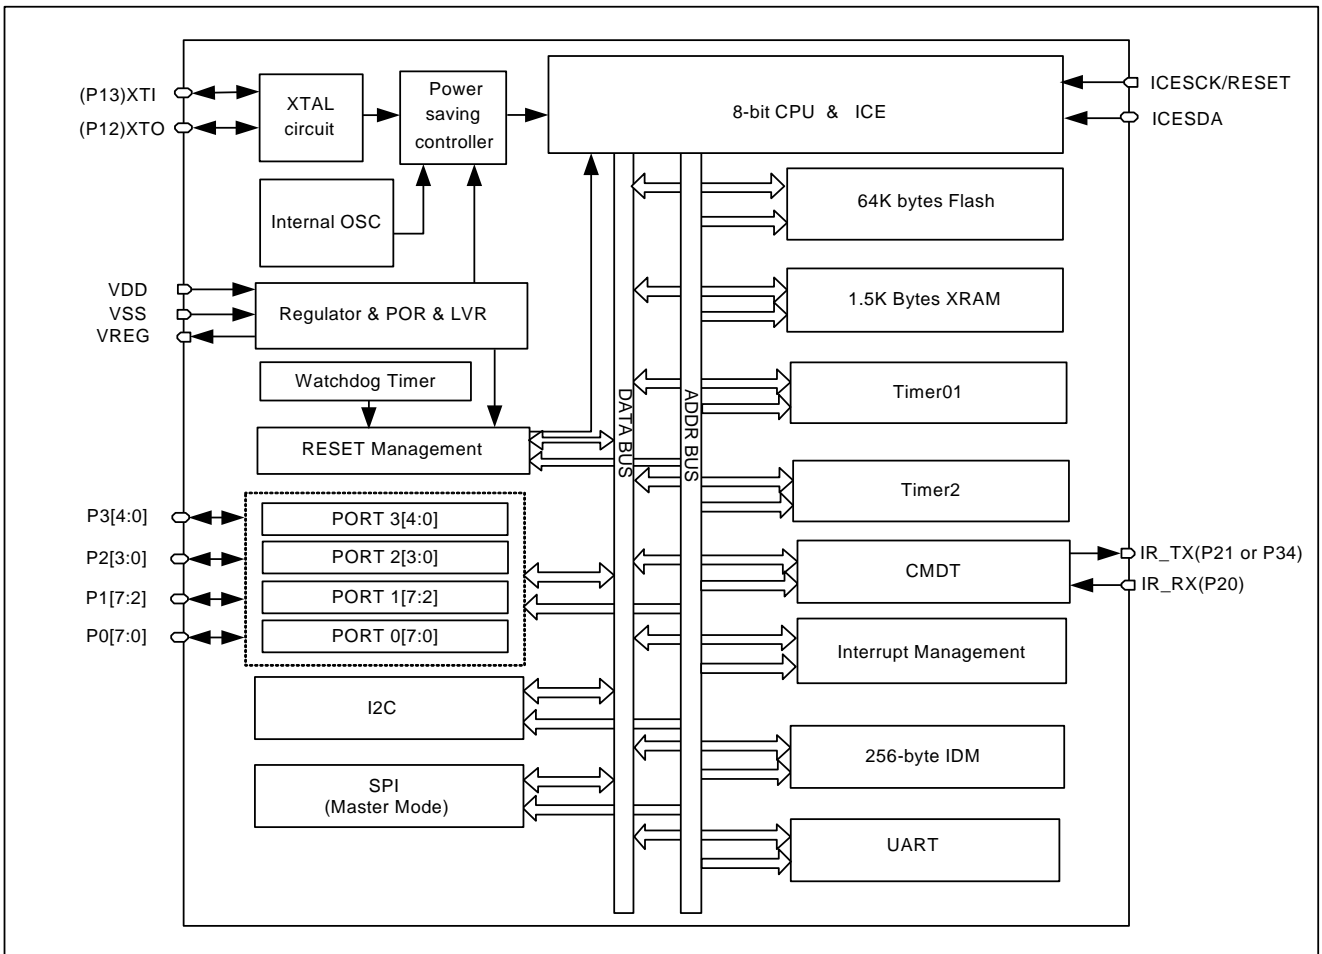 (P13)XTI
(P12)XTO
XTAL
circuit
Power
saving
controller
8-bit CPU & ICE
ICESCK/RESET
ICESDA
Internal OSC
64K bytes Flash
VDD
VSS
VREG
Regulator & POR & LVR
1.5K Bytes XRAM
Watchdog Timer
DATA BUS
ADDR BUS
Timer01
RESET Management
Timer2
P3[4:0]
P2[3:0]
P1[7:2]
P0[7:0]
PORT 3[4:0]
PORT 2[3:0]
PORT 1[7:2]
PORT 0[7:0]
CMDT
IR_TX(P21 or P34)
IR_RX(P20)
Interrupt Management
I2C
256-byte IDM
SPI
(Master Mode)
UART